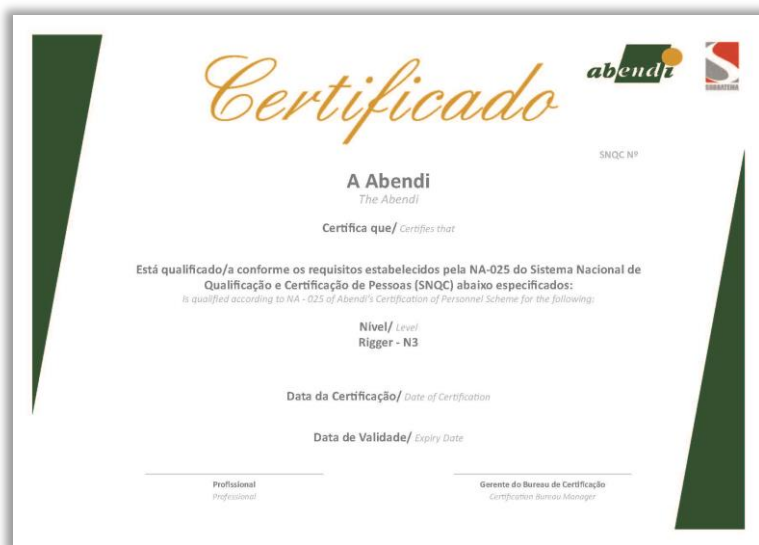 Certificado
abendi
S
SOBRATEMA
SNQC Nº
A Abendi
The Abendi
Certifica que/ Certifies that
Está qualificado/a conforme os requisitos estabelecidos pela NA-025 do Sistema Nacional de
Qualificação e Certificação de Pessoas (SNQC) abaixo especificados:
Is qualified according to NA - 025 of Abendi's Certification of Personnel Scheme for the following:
Nível/ Level
Rigger - N3
Data da Certificação/ Date of Certification
Data de Validade/ Expiry Date
Profissional
Professional
Gerente do Bureau de Certificação
Certification Bureau Manager